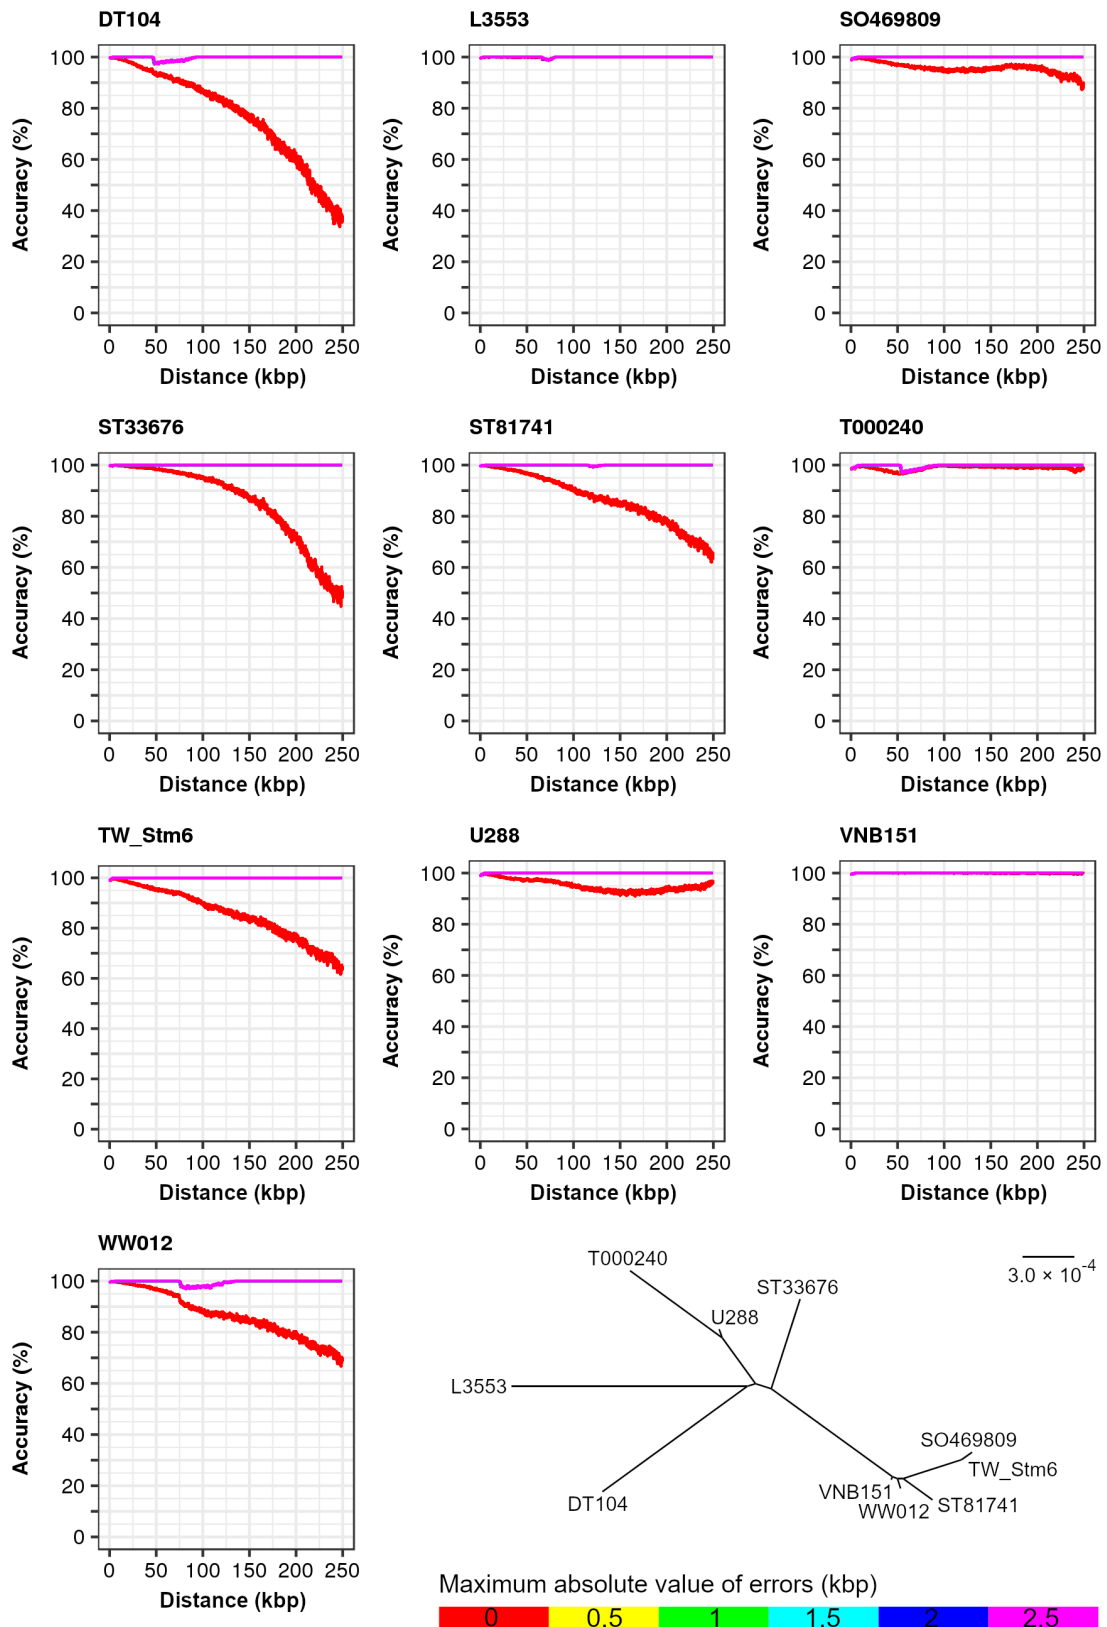 DT104
L3553
SO469809
Accuracy (%)
100
80
60
40
20
0
0 50 100 150 200 250
Distance (kbp)
Accuracy (%)
100
80
60
40
20
0
0 50 100 150 200 250
Distance (kbp)
Accuracy (%)
100
80
60
40
20
0
0 50 100 150 200 250
Distance (kbp)
ST33676
ST81741
T000240
Accuracy (%)
100
80
60
40
20
0
0 50 100 150 200 250
Distance (kbp)
Accuracy (%)
100
80
60
40
20
0
0 50 100 150 200 250
Distance (kbp)
Accuracy (%)
100
80
60
40
20
0
0 50 100 150 200 250
Distance (kbp)
TW_Stm6
U288
VNB151
Accuracy (%)
100
80
60
40
20
0
0 50 100 150 200 250
Distance (kbp)
Accuracy (%)
100
80
60
40
20
0
0 50 100 150 200 250
Distance (kbp)
Accuracy (%)
100
80
60
40
20
0
0 50 100 150 200 250
Distance (kbp)
WW012
Accuracy (%)
100
80
60
40
20
0
0 50 100 150 200 250
Distance (kbp)
T000240
3.0 × 10⁻⁴
ST33676
U288
L3553
SO469809
TW_Stm6
VNB151
DT104
ST81741
WW012
Maximum absolute value of errors (kbp)
0 0.5 1 1.5 2 2.5